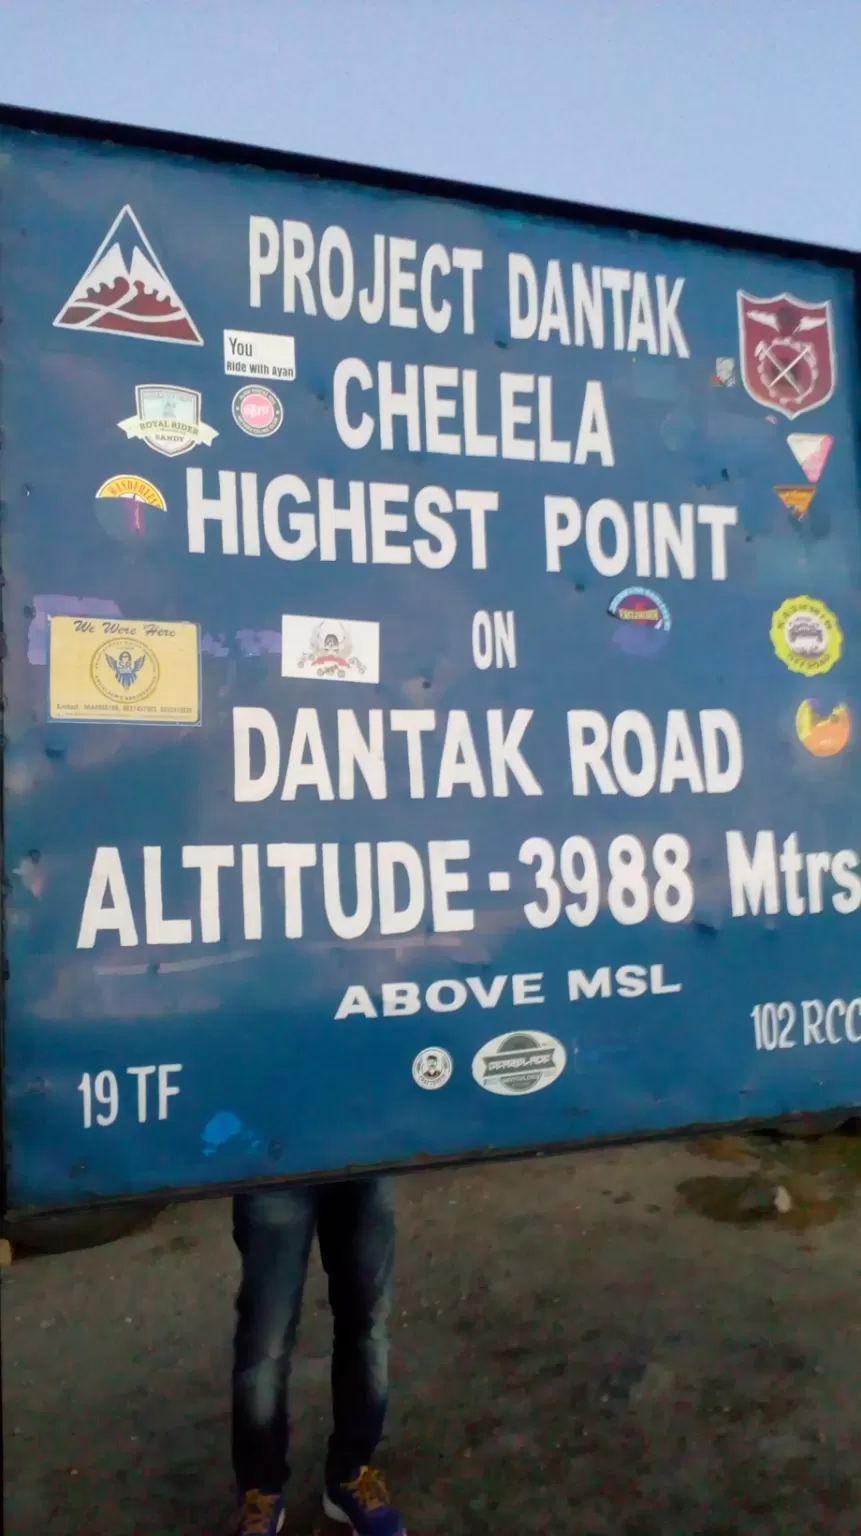 PROJECT DANTAK
You
Ride with Ayan
CHELELA
ROYAL RIDER
SANDY
HIGHEST POINT
We Were Here
ON
DANTAK ROAD
ALTITUDE - 3988 Mtrs
ABOVE MSL
102 RCC
19 TF